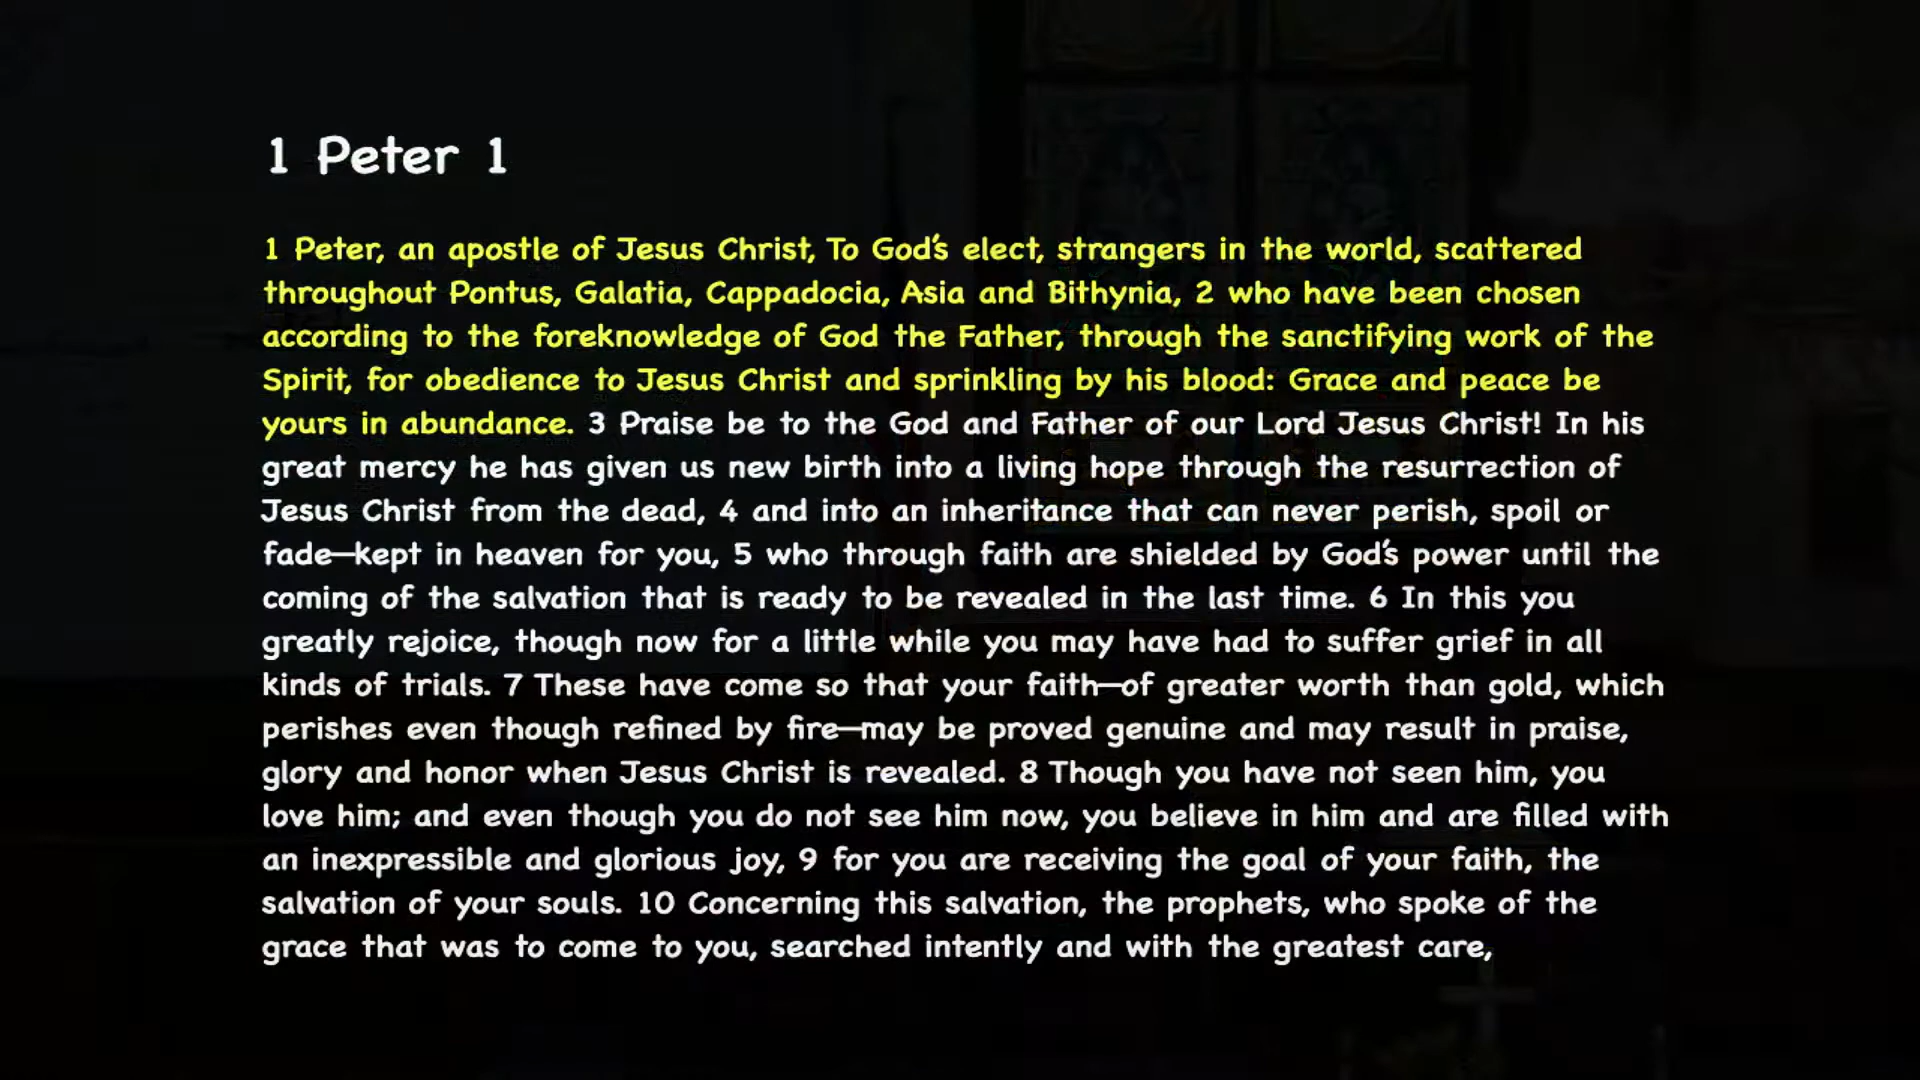 1 Peter 1
1 Peter, an apostle of Jesus Christ, To God's elect, strangers in the world, scattered
throughout Pontus, Galatia, Cappadocia, Asia and Bithynia, 2 who have been chosen
according to the foreknowledge of God the Father, through the sanctifying work of the
Spirit, for obedience to Jesus Christ and sprinkling by his blood: Grace and peace be
yours in abundance. 3 Praise be to the God and Father of our Lord Jesus Christ! In his
great mercy he has given us new birth into a living hope through the resurrection of
Jesus Christ from the dead, 4 and into an inheritance that can never perish, spoil or
fade—kept in heaven for you, 5 who through faith are shielded by God's power until the
coming of the salvation that is ready to be revealed in the last time. 6 In this you
greatly rejoice, though now for a little while you may have had to suffer grief in all
kinds of trials. 7 These have come so that your faith—of greater worth than gold, which
perishes even though refined by fire—may be proved genuine and may result in praise,
glory and honor when Jesus Christ is revealed. 8 Though you have not seen him, you
love him; and even though you do not see him now, you believe in him and are filled with
an inexpressible and glorious joy, 9 for you are receiving the goal of your faith, the
salvation of your souls. 10 Concerning this salvation, the prophets, who spoke of the
grace that was to come to you, searched intently and with the greatest care,